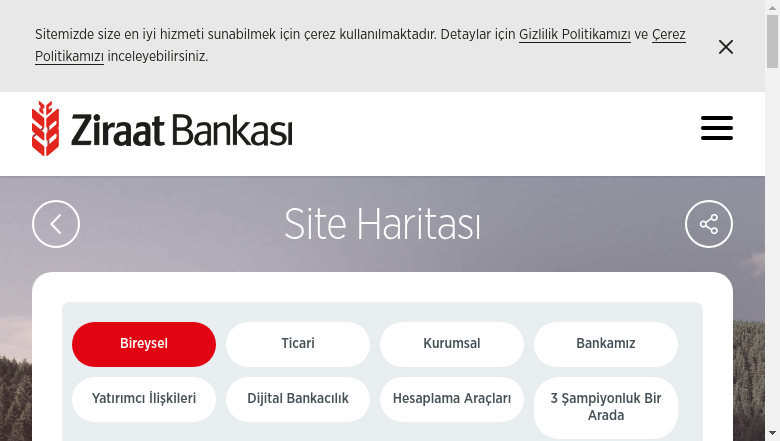 Sitemizde size en iyi hizmeti sunabilmek için çerez kullanılmaktadır. Detaylar için Gizlilik Politikamızı ve Çerez
Politikamızı inceleyebilirsiniz.
Ziraat Bankası
Site Haritası
Bireysel
Ticari
Kurumsal
Bankamız
Yatırımcı İlişkileri
Dijital Bankacılık
Hesaplama Araçları
3 Şampiyonluk Bir
Arada